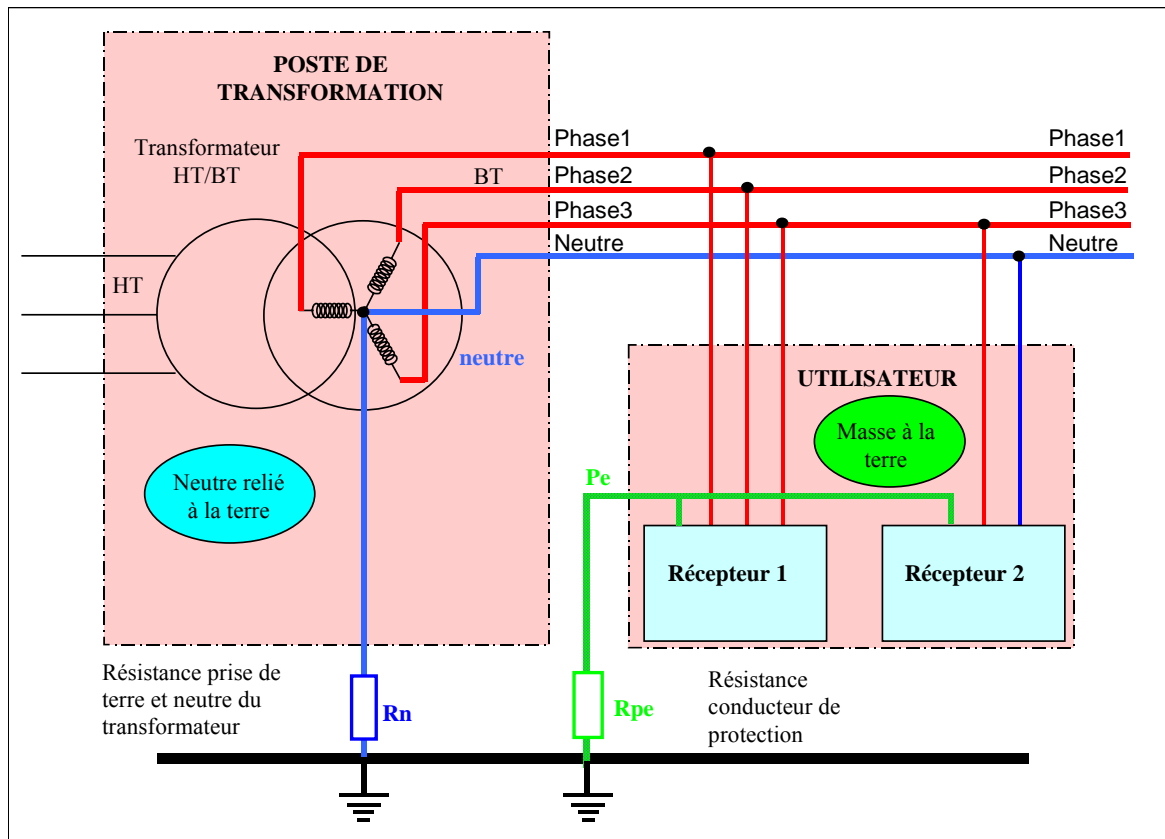 POSTE DE
TRANSFORMATION
Transformateur
HT/BT
BT
Phase1
Phase1
Phase2
Phase2
Phase3
Phase3
Neutre
Neutre
HT
neutre
UTILISATEUR
Masse à la
terre
Neutre relié
à la terre
Pe
Récepteur 1
Récepteur 2
Résistance prise de
terre et neutre du
transformateur
Rn
Rpe
Résistance
conducteur de
protection